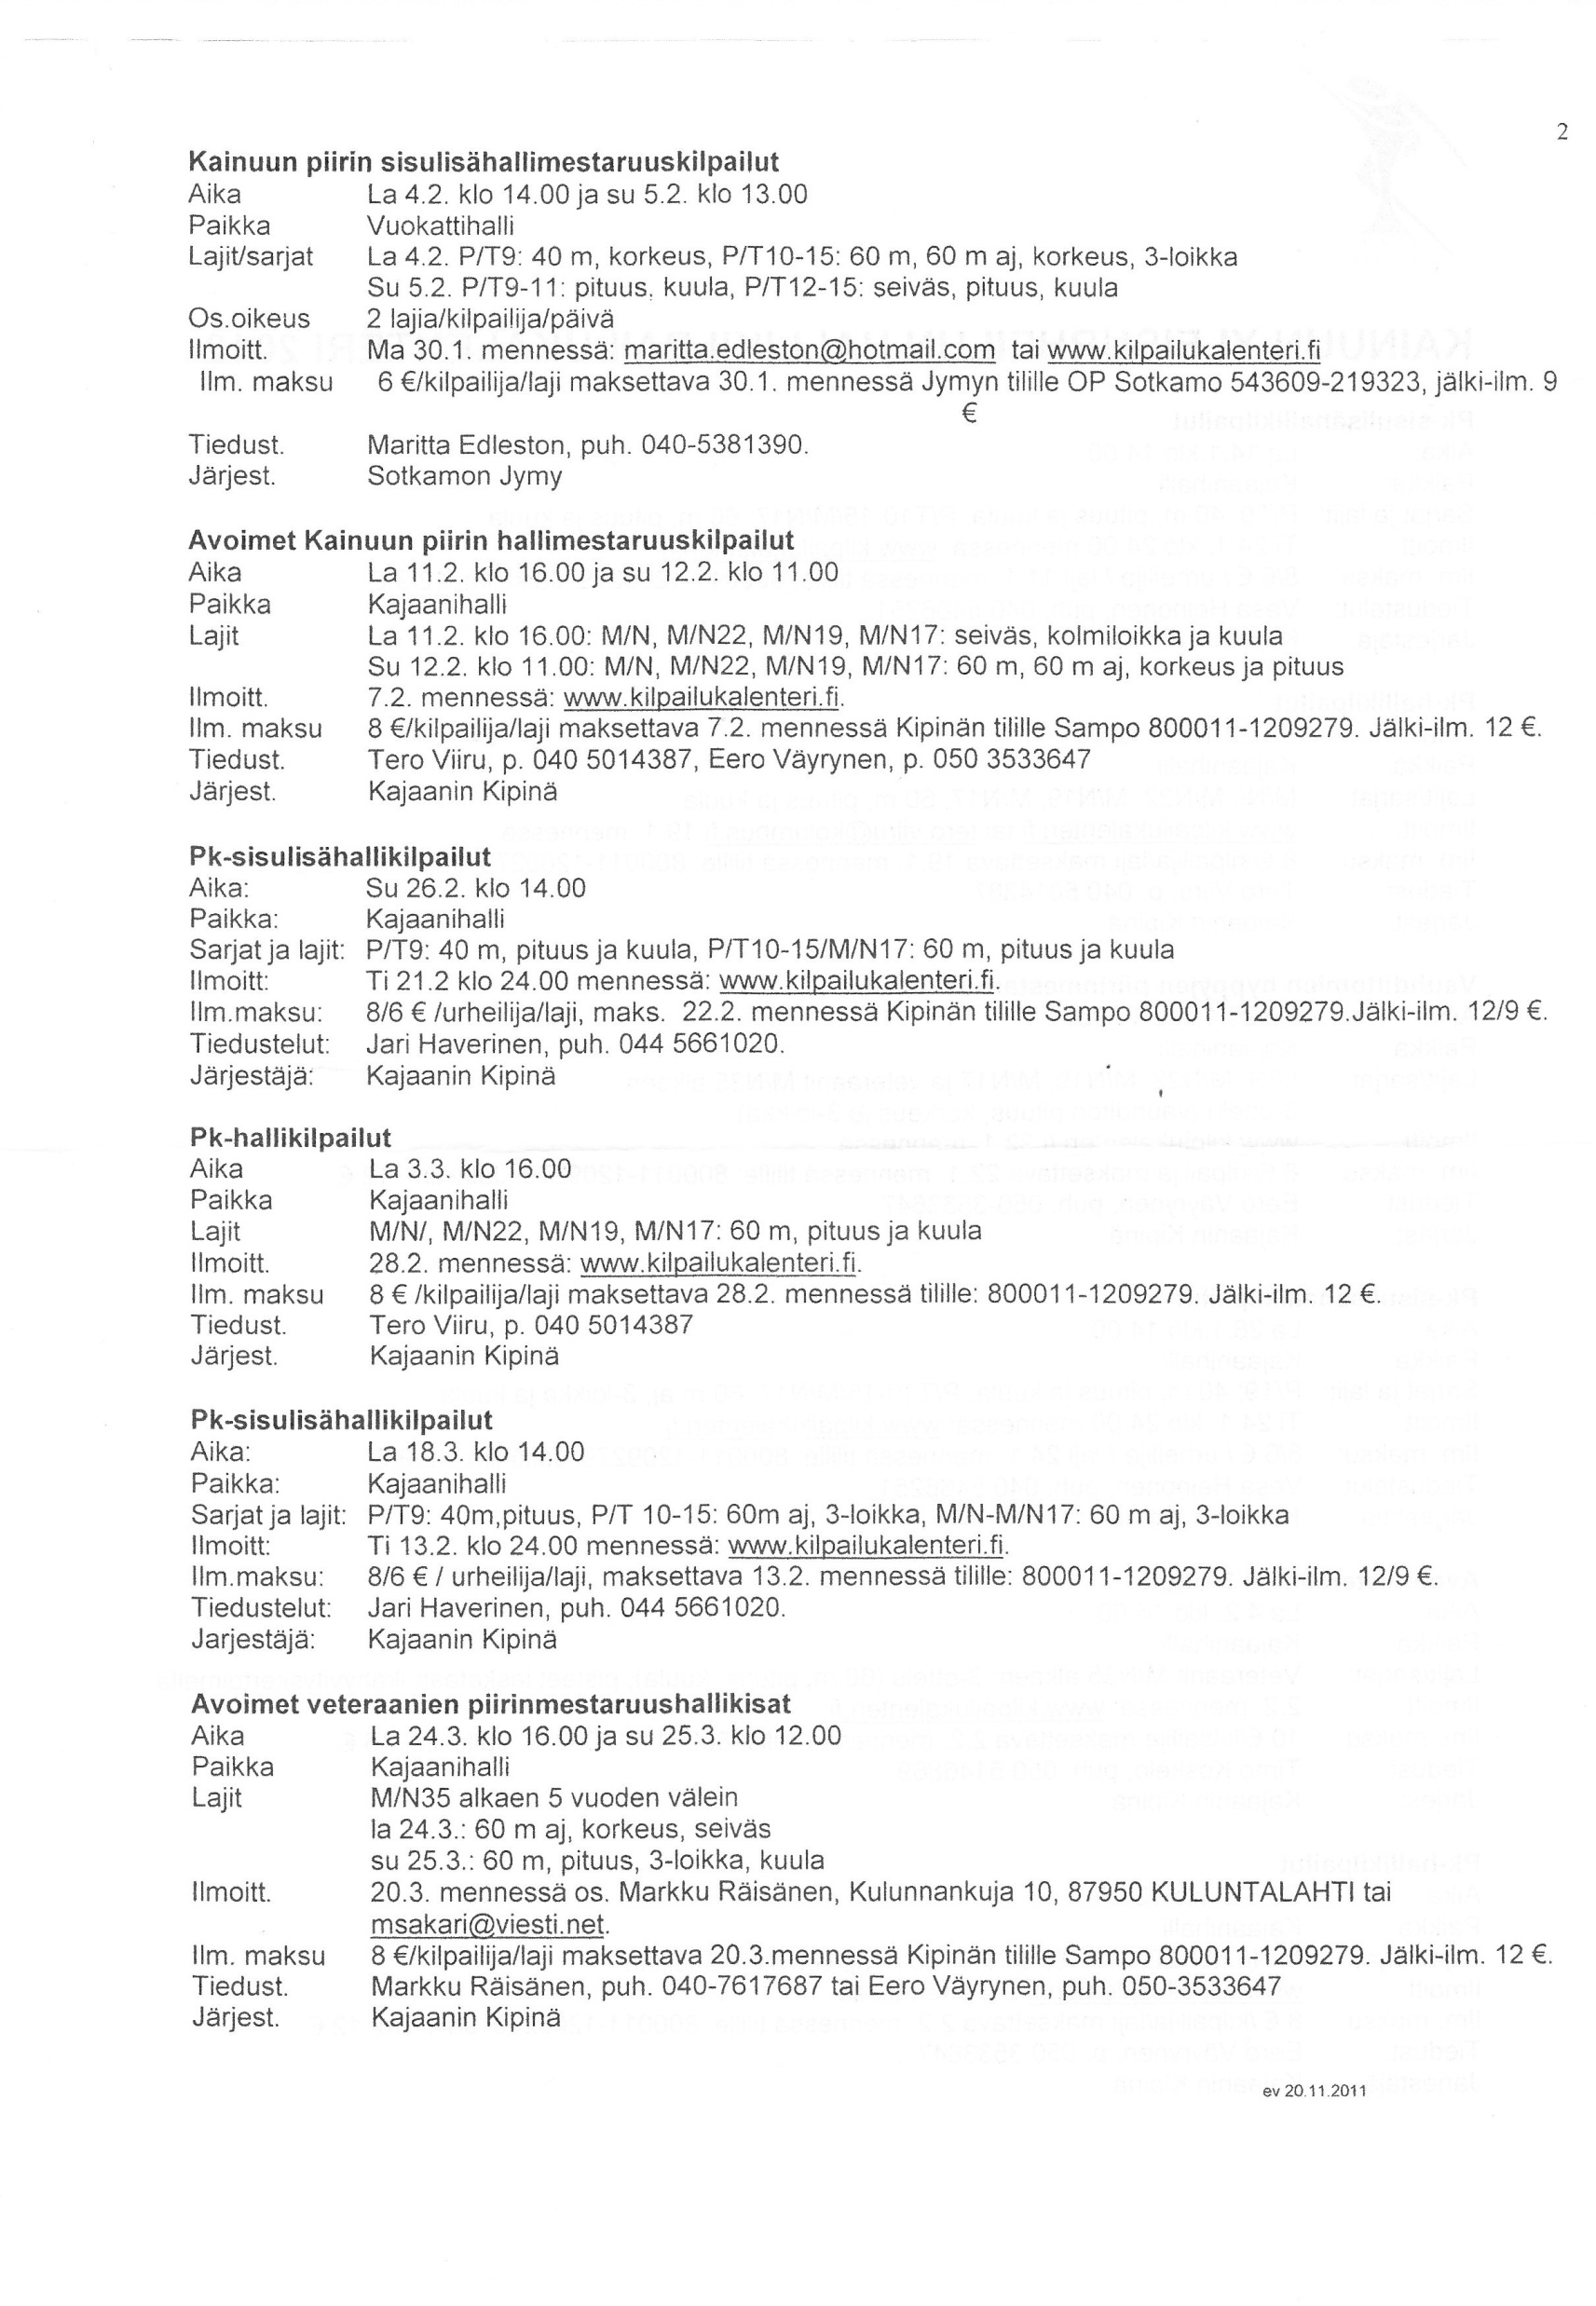 2
Kainuun piirin sisulisähallimestaruuskilpailut
Aika La 4.2. klo 14.00 ja su 5.2. klo 13.00
Paikka Vuokattihalli
Lajit/sarjat La 4.2. P/T9: 40 m, korkeus, P/T10-15: 60 m, 60 m aj, korkeus, 3-loikka
Su 5.2. P/T9-11: pituus, kuula, P/T12-15: seiväs, pituus, kuula
Os.oikeus 2 lajia/kilpailija/päivä
Ilmoitt. Ma 30.1. mennessä: maritta.edleston@hotmail.com tai www.kilpailukalenteri.fi
Ilm. maksu 6 €/kilpailija/laji maksettava 30.1. mennessä Jymyn tilille OP Sotkamo 543609-219323, jälki-ilm. 9
€
Tiedust. Maritta Edleston, puh. 040-5381390.
Järjest. Sotkamon Jymy
Avoimet Kainuun piirin hallimestaruuskilpailut
Aika La 11.2. klo 16.00 ja su 12.2. klo 11.00
Paikka Kajaanihalli
Lajit La 11.2. klo 16.00: M/N, M/N22, M/N19, M/N17: seiväs, kolmiloikka ja kuula
Su 12.2. klo 11.00: M/N, M/N22, M/N19, M/N17: 60 m, 60 m aj, korkeus ja pituus
Ilmoitt. 7.2. mennessä: www.kilpailukalenteri.fi.
Ilm. maksu 8 €/kilpailija/laji maksettava 7.2. mennessä Kipinän tilille Sampo 800011-1209279. Jälki-ilm. 12 €.
Tiedust. Tero Viiru, p. 040 5014387, Eero Väyrynen, p. 050 3533647
Järjest. Kajaanin Kipinä
Pk-sisulisähallikilpailut
Aika: Su 26.2. klo 14.00
Paikka: Kajaanihalli
Sarjat ja lajit: P/T9: 40 m, pituus ja kuula, P/T10-15/M/N17: 60 m, pituus ja kuula
Ilmoitt: Ti 21.2 klo 24.00 mennessä: www.kilpailukalenteri.fi.
Ilm.maksu: 8/6 € /urheilija/laji, maks. 22.2. mennessä Kipinän tilille Sampo 800011-1209279.Jälki-ilm. 12/9 €.
Tiedustelut: Jari Haverinen, puh. 044 5661020.
Järjestäjä: Kajaanin Kipinä
Pk-hallikilpailut
Aika La 3.3. klo 16.00
Paikka Kajaanihalli
Lajit M/N/, M/N22, M/N19, M/N17: 60 m, pituus ja kuula
Ilmoitt. 28.2. mennessä: www.kilpailukalenteri.fi.
Ilm. maksu 8 € /kilpailija/laji maksettava 28.2. mennessä tilille: 800011-1209279. Jälki-ilm. 12 €.
Tiedust. Tero Viiru, p. 040 5014387
Järjest. Kajaanin Kipinä
Pk-sisulisähallikilpailut
Aika: La 18.3. klo 14.00
Paikka: Kajaanihalli
Sarjat ja lajit: P/T9: 40m,pituus, P/T 10-15: 60m aj, 3-loikka, M/N-M/N17: 60 m aj, 3-loikka
Ilmoitt: Ti 13.2. klo 24.00 mennessä: www.kilpailukalenteri.fi.
Ilm.maksu: 8/6 € / urheilija/laji, maksettava 13.2. mennessä tilille: 800011-1209279. Jälki-ilm. 12/9 €.
Tiedustelut: Jari Haverinen, puh. 044 5661020.
Jarjestäjä: Kajaanin Kipinä
Avoimet veteraanien piirinmestaruushallikisat
Aika La 24.3. klo 16.00 ja su 25.3. klo 12.00
Paikka Kajaanihalli
Lajit M/N35 alkaen 5 vuoden välein
la 24.3.: 60 m aj, korkeus, seiväs
su 25.3.: 60 m, pituus, 3-loikka, kuula
Ilmoitt. 20.3. mennessä os. Markku Räisänen, Kulunnankuja 10, 87950 KULUNTALAHTI tai
msakari@viesti.net.
Ilm. maksu 8 €/kilpailija/laji maksettava 20.3.mennessä Kipinän tilille Sampo 800011-1209279. Jälki-ilm. 12 €.
Tiedust. Markku Räisänen, puh. 040-7617687 tai Eero Väyrynen, puh. 050-3533647
Järjest. Kajaanin Kipinä
ev 20.11.2011